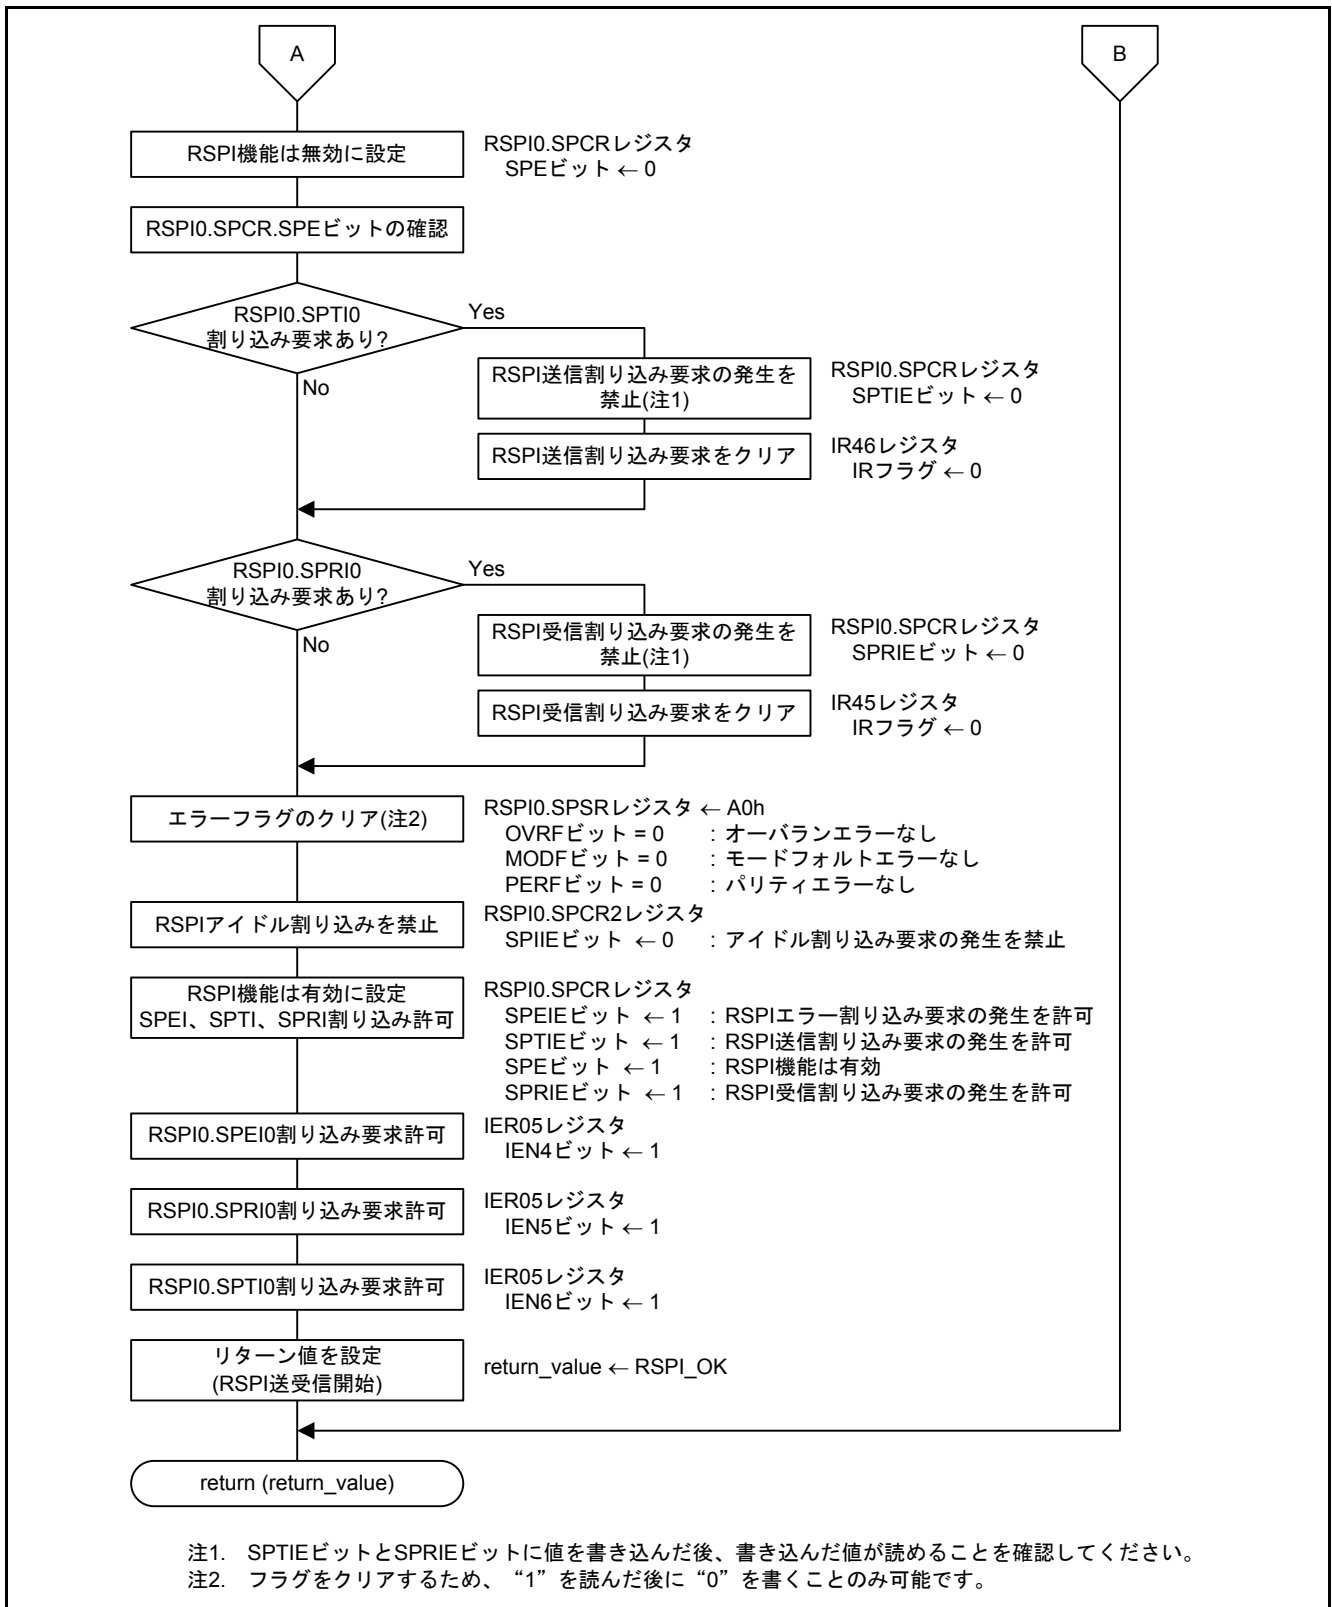 A
B
RSPI機能は無効に設定
RSPI0.SPCRレジスタ
SPEビット ← 0
RSPI0.SPCR.SPEビットの確認
RSPI0.SPTI0
割り込み要求あり?
Yes
No
RSPI送信割り込み要求の発生を
禁止(注1)
RSPI0.SPCRレジスタ
SPTIEビット ← 0
RSPI送信割り込み要求をクリア
IR46レジスタ
IRフラグ ← 0
RSPI0.SPRI0
割り込み要求あり?
Yes
No
RSPI受信割り込み要求の発生を
禁止(注1)
RSPI0.SPCRレジスタ
SPRIEビット ← 0
RSPI受信割り込み要求をクリア
IR45レジスタ
IRフラグ ← 0
エラーフラグのクリア(注2)
RSPI0.SPSRレジスタ ← A0h
OVRFビット = 0 : オーバランエラーなし
MODFビット = 0 : モードフォルトエラーなし
PERFビット = 0 : パリティエラーなし
RSPIアイドル割り込みを禁止
RSPI0.SPCR2レジスタ
SPIIEビット ← 0 : アイドル割り込み要求の発生を禁止
RSPI機能は有効に設定
SPEI、SPTI、SPRI割り込み許可
RSPI0.SPCRレジスタ
SPEIEビット ← 1 : RSPIエラー割り込み要求の発生を許可
SPTIEビット ← 1 : RSPI送信割り込み要求の発生を許可
SPEビット ← 1 : RSPI機能は有効
SPRIEビット ← 1 : RSPI受信割り込み要求の発生を許可
RSPI0.SPEI0割り込み要求許可
IER05レジスタ
IEN4ビット ← 1
RSPI0.SPRI0割り込み要求許可
IER05レジスタ
IEN5ビット ← 1
RSPI0.SPTI0割り込み要求許可
IER05レジスタ
IEN6ビット ← 1
リターン値を設定
(RSPI送受信開始)
return_value ← RSPI_OK
return (return_value)
注1. SPTIEビットとSPRIEビットに値を書き込んだ後、書き込んだ値が読めることを確認してください。
注2. フラグをクリアするため、“1”を読んだ後に“0”を書くことのみ可能です。